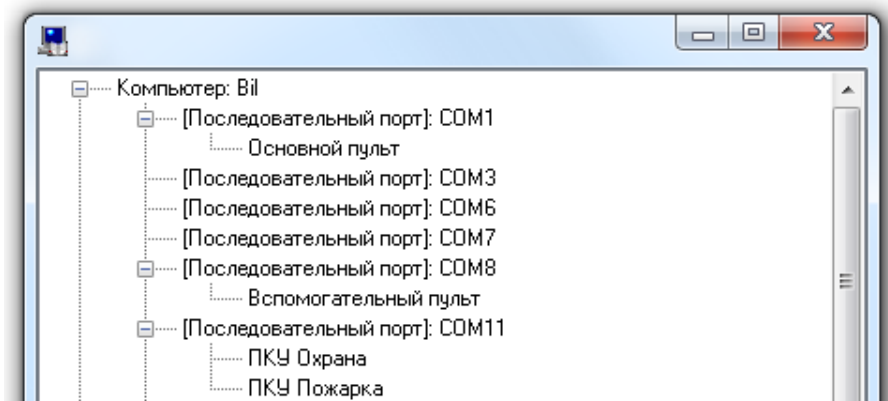 Компьютер: Bil
[Последовательный порт]: COM1
Основной пульт
[Последовательный порт]: COM3
[Последовательный порт]: COM6
[Последовательный порт]: COM7
[Последовательный порт]: COM8
Вспомогательный пульт
[Последовательный порт]: COM11
ПКУ Охрана
ПКУ Пожарка